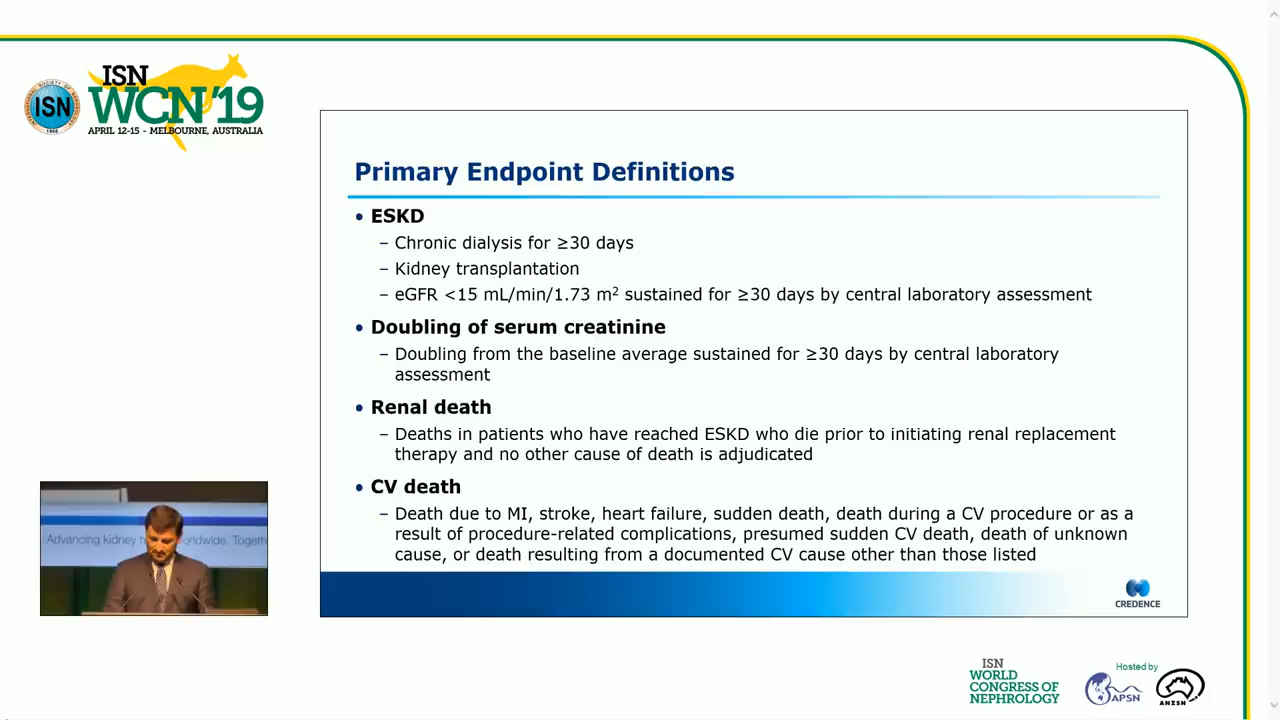 ISN
WCN'19
APRIL 12-15 - MELBOURNE, AUSTRALIA
ISN
Primary Endpoint Definitions
• ESKD
– Chronic dialysis for ≥30 days
– Kidney transplantation
– eGFR <15 mL/min/1.73 m² sustained for ≥30 days by central laboratory assessment
• Doubling of serum creatinine
– Doubling from the baseline average sustained for ≥30 days by central laboratory
assessment
• Renal death
– Deaths in patients who have reached ESKD who die prior to initiating renal replacement
therapy and no other cause of death is adjudicated
• CV death
– Death due to MI, stroke, heart failure, sudden death, death during a CV procedure or as a
result of procedure-related complications, presumed sudden CV death, death of unknown
cause, or death resulting from a documented CV cause other than those listed
CREDENCE
Advancing kidney h rldwide. Togeth
ISN
WORLD
CONGRESS OF
NEPHROLOGY
Hosted by
APSN
ANZSN